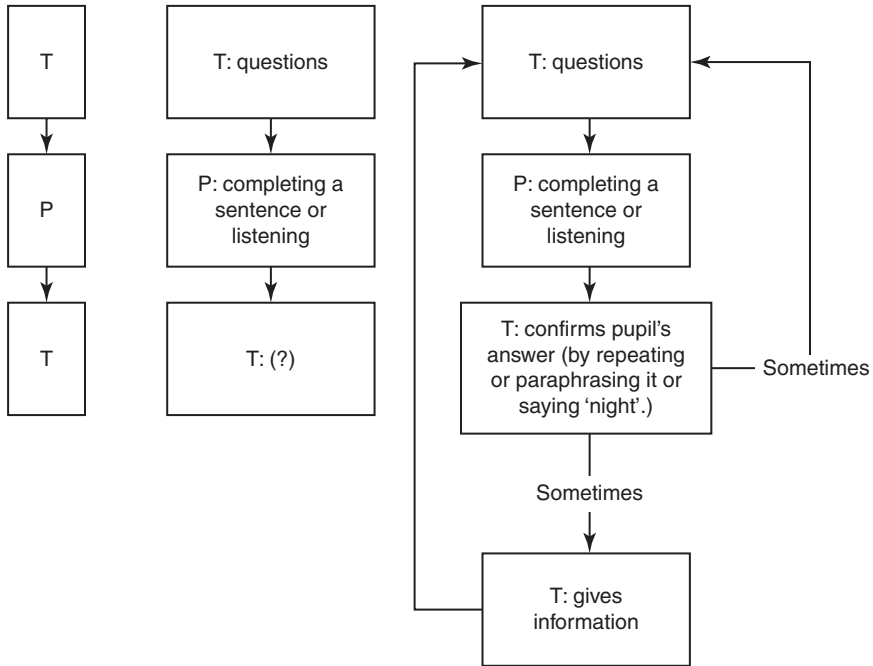 T
P
T
T: questions
P: completing a
sentence or
listening
T: (?)
T: questions
P: completing a
sentence or
listening
T: confirms pupil’s
answer (by repeating
or paraphrasing it or
saying ‘night’.)
Sometimes
Sometimes
T: gives
information